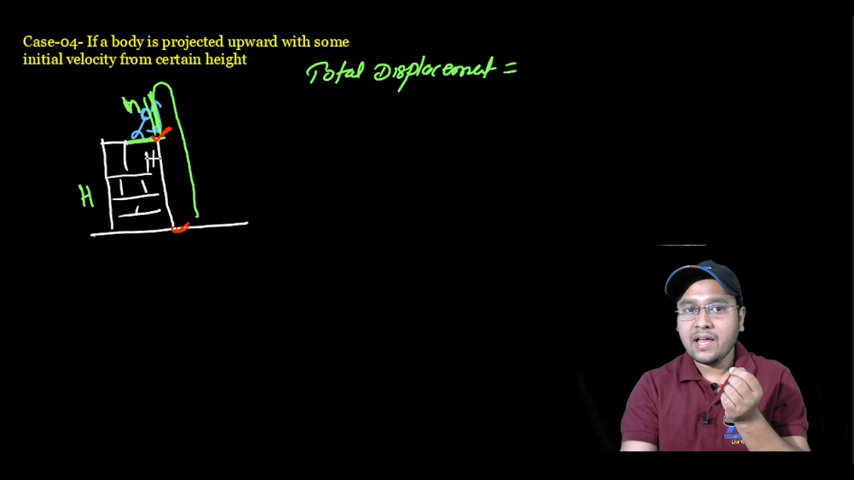 Case-04- If a body is projected upward with some
initial velocity from certain height
Total Displacement =
h
H